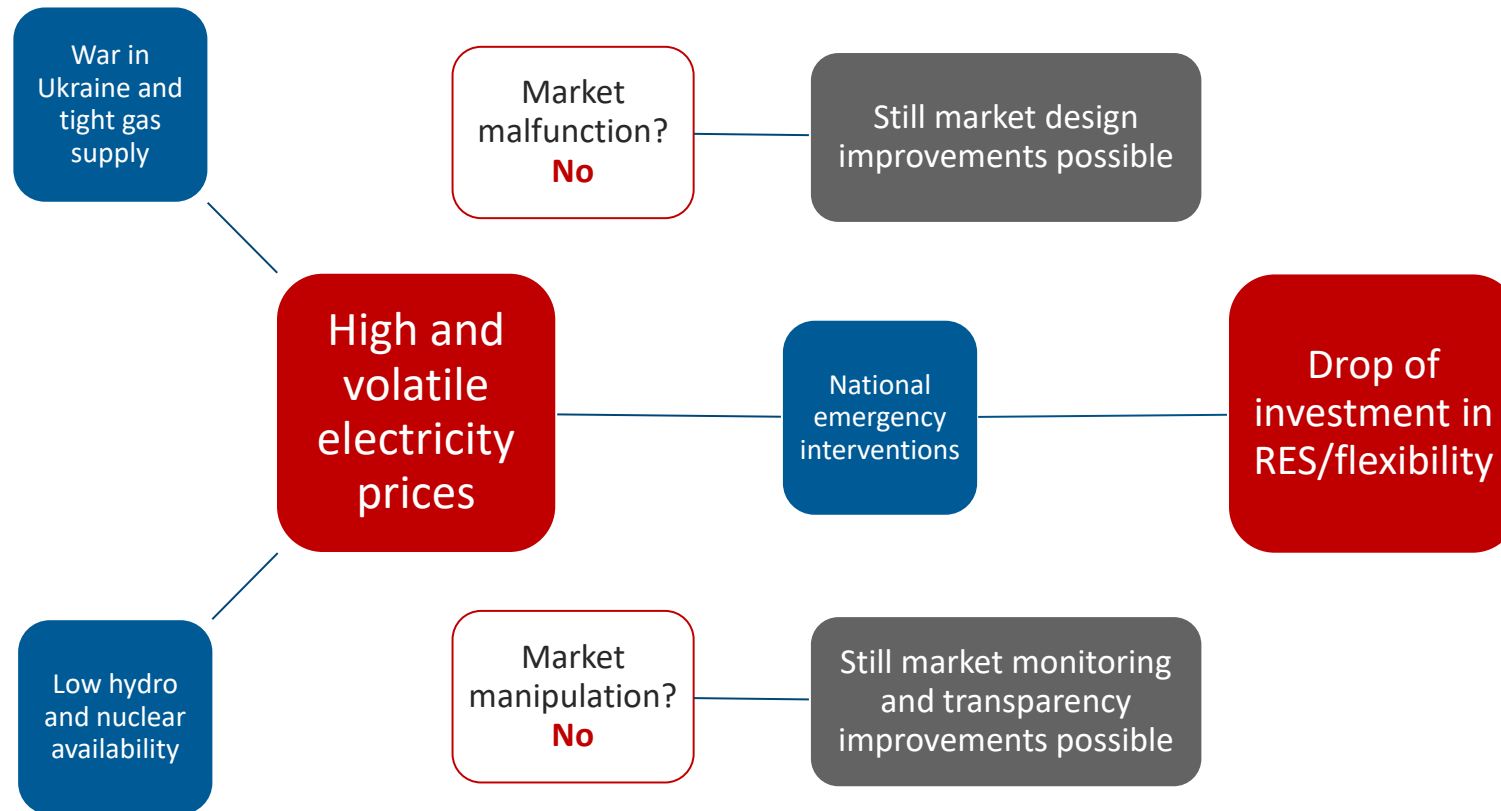 War in
Ukraine and
tight gas
supply
Market
malfunction?
No
Still market design
improvements possible
High and
volatile
electricity
prices
National
emergency
interventions
Drop of
investment in
RES/flexibility
Low hydro
and nuclear
availability
Market
manipulation?
No
Still market monitoring
and transparency
improvements possible